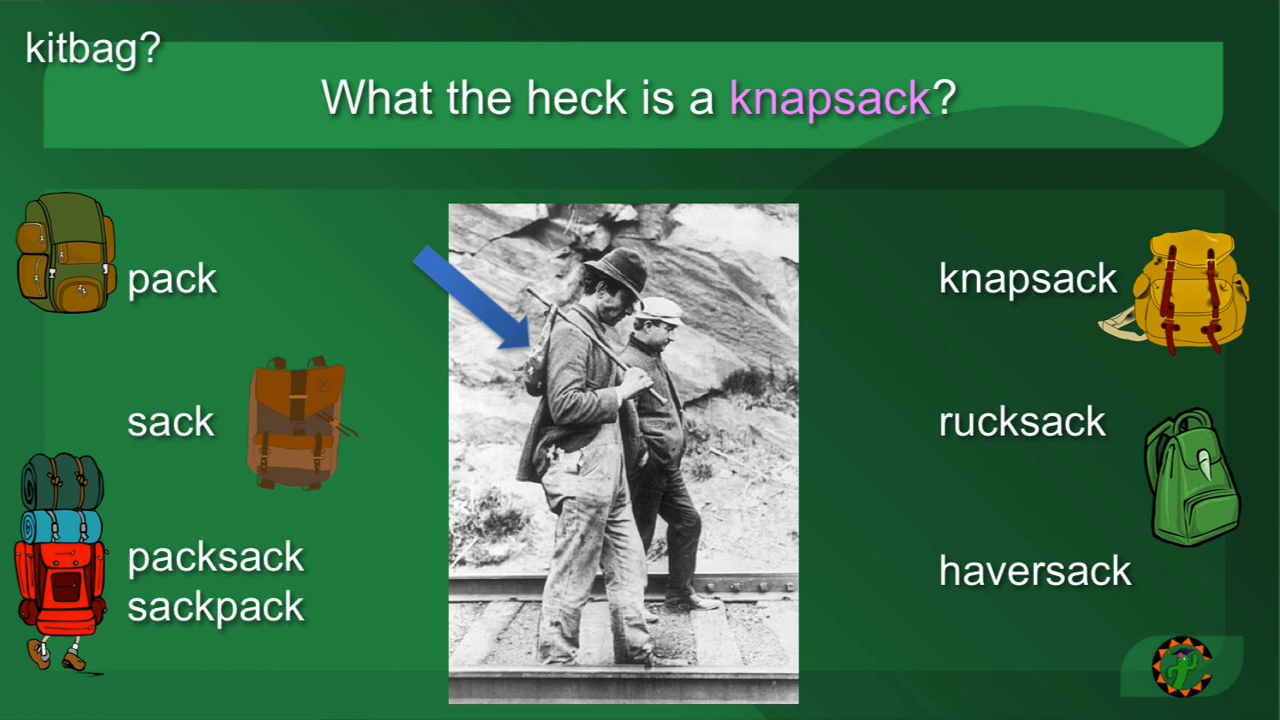 kitbag?
What the heck is a knapsack?
pack
sack
packsack
sackpack
knapsack
rucksack
haversack